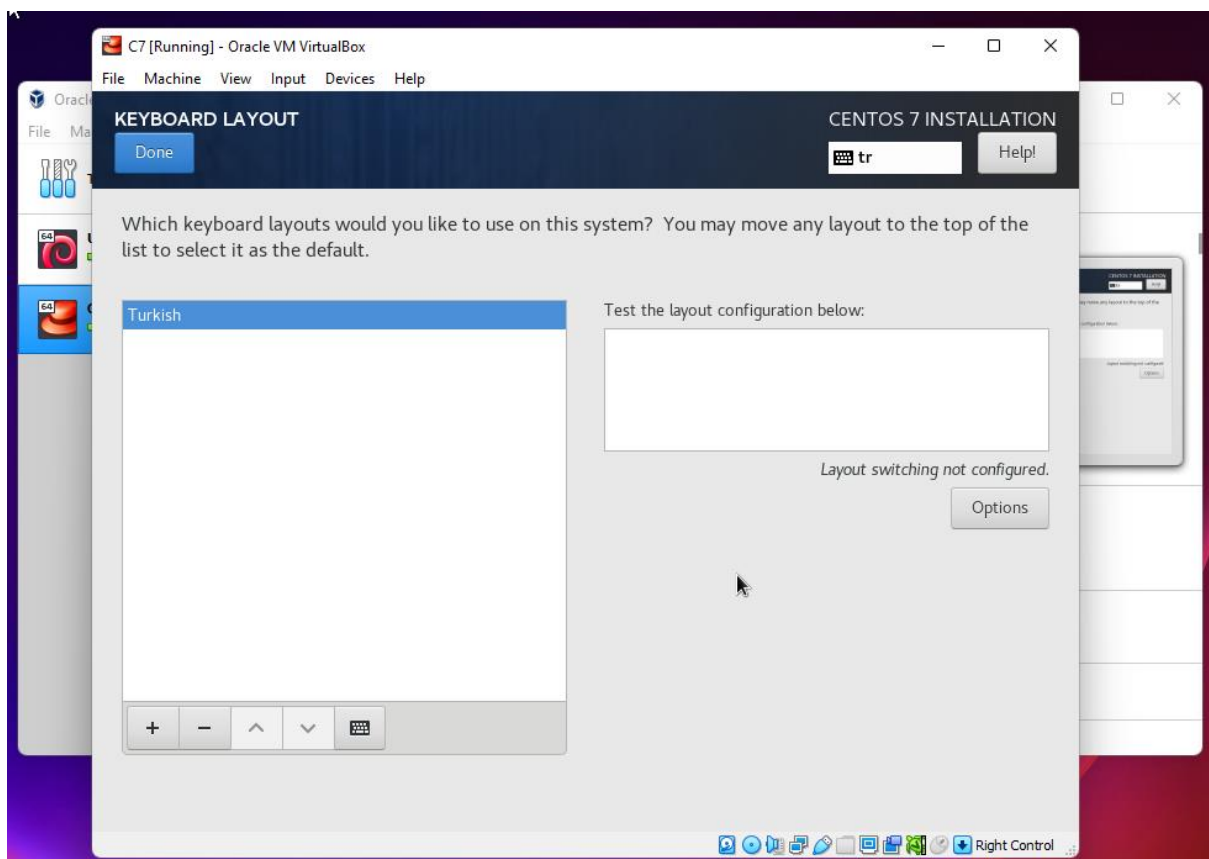 C7 [Running] - Oracle VM VirtualBox
File Machine View Input Devices Help
File
KEYBOARD LAYOUT
CENTOS 7 INSTALLATION
Done
tr
Help!
Which keyboard layouts would you like to use on this system? You may move any layout to the top of the
list to select it as the default.
64
64
Turkish
Test the layout configuration below:
Layout switching not configured.
Options
Right Control